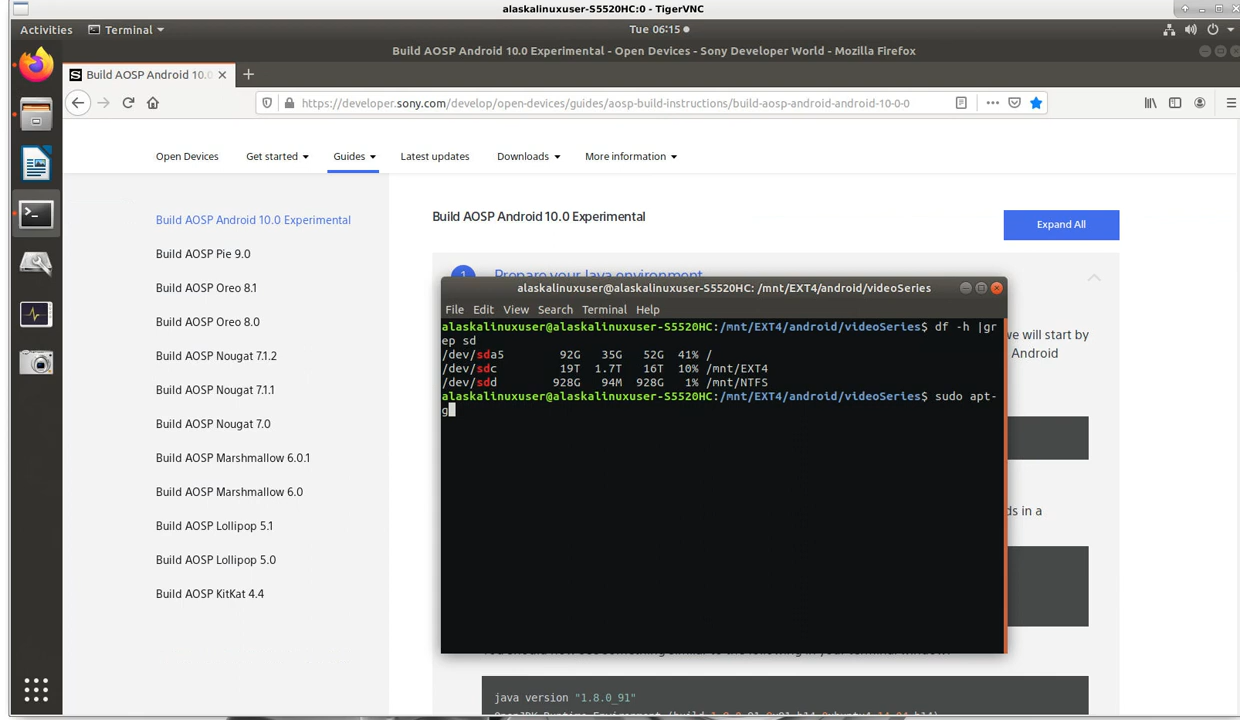 alaskalinuxuser-S5520HC:0 - TigerVNC
Activities Terminal Tue 06:15
Build AOSP Android 10.0 Experimental - Open Devices - Sony Developer World - Mozilla Firefox
Build AOSP Android 10.0
https://developer.sony.com/develop/open-devices/guides/aosp-build-instructions/build-aosp-android-android-10-0-0
Open Devices Get started Guides Latest updates Downloads More information
Build AOSP Android 10.0 Experimental
Build AOSP Pie 9.0
Build AOSP Oreo 8.1
Build AOSP Oreo 8.0
Build AOSP Nougat 7.1.2
Build AOSP Nougat 7.1.1
Build AOSP Nougat 7.0
Build AOSP Marshmallow 6.0.1
Build AOSP Marshmallow 6.0
Build AOSP Lollipop 5.1
Build AOSP Lollipop 5.0
Build AOSP KitKat 4.4
Build AOSP Android 10.0 Experimental
Expand All
1 Prepare your Java environment
we will start by
Android
ds in a
alaskalinuxuser@alaskalinuxuser-S5520HC: /mnt/EXT4/android/videoSeries
File Edit View Search Terminal Help
alaskalinuxuser@alaskalinuxuser-S5520HC:/mnt/EXT4/android/videoSeries$ df -h |gr
ep sd
/dev/sda5 92G 35G 52G 41% /
/dev/sdc 19T 1.7T 16T 10% /mnt/EXT4
/dev/sdd 928G 94M 928G 1% /mnt/NTFS
alaskalinuxuser@alaskalinuxuser-S5520HC:/mnt/EXT4/android/videoSeries$ sudo apt-
g
java version "1.8.0_91"